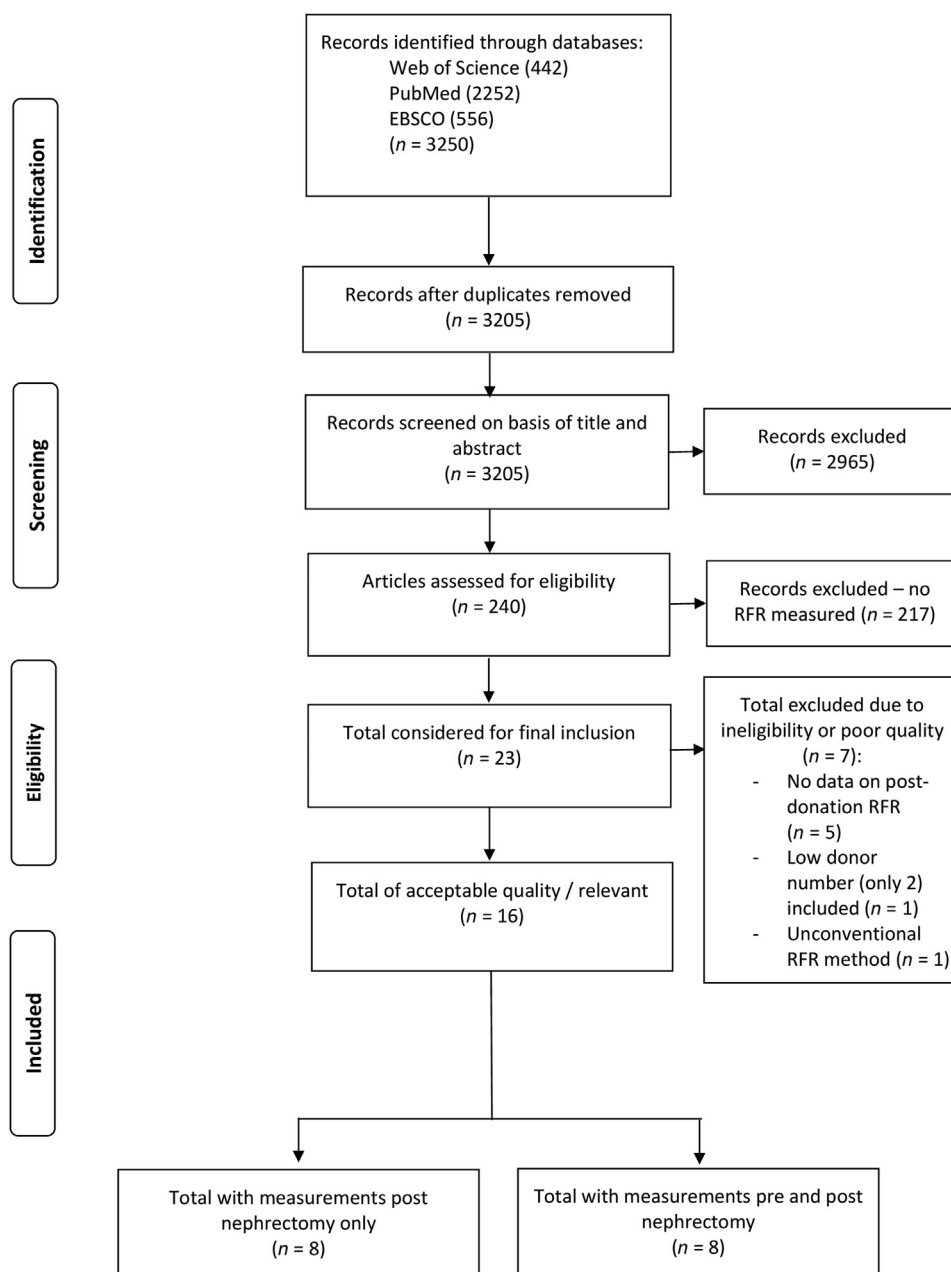 Identification
Records identified through databases:
Web of Science (442)
PubMed (2252)
EBSCO (556)
(n = 3250)
Records after duplicates removed
(n = 3205)
Screening
Records screened on basis of title and
abstract
(n = 3205)
Records excluded
(n = 2965)
Articles assessed for eligibility
(n = 240)
Records excluded – no
RFR measured (n = 217)
Eligibility
Total considered for final inclusion
(n = 23)
Total excluded due to
ineligibility or poor quality
(n = 7):
- No data on post-
donation RFR
(n = 5)
- Low donor
number (only 2)
included (n = 1)
- Unconventional
RFR method (n = 1)
Total of acceptable quality / relevant
(n = 16)
Included
Total with measurements post
nephrectomy only
(n = 8)
Total with measurements pre and post
nephrectomy
(n = 8)